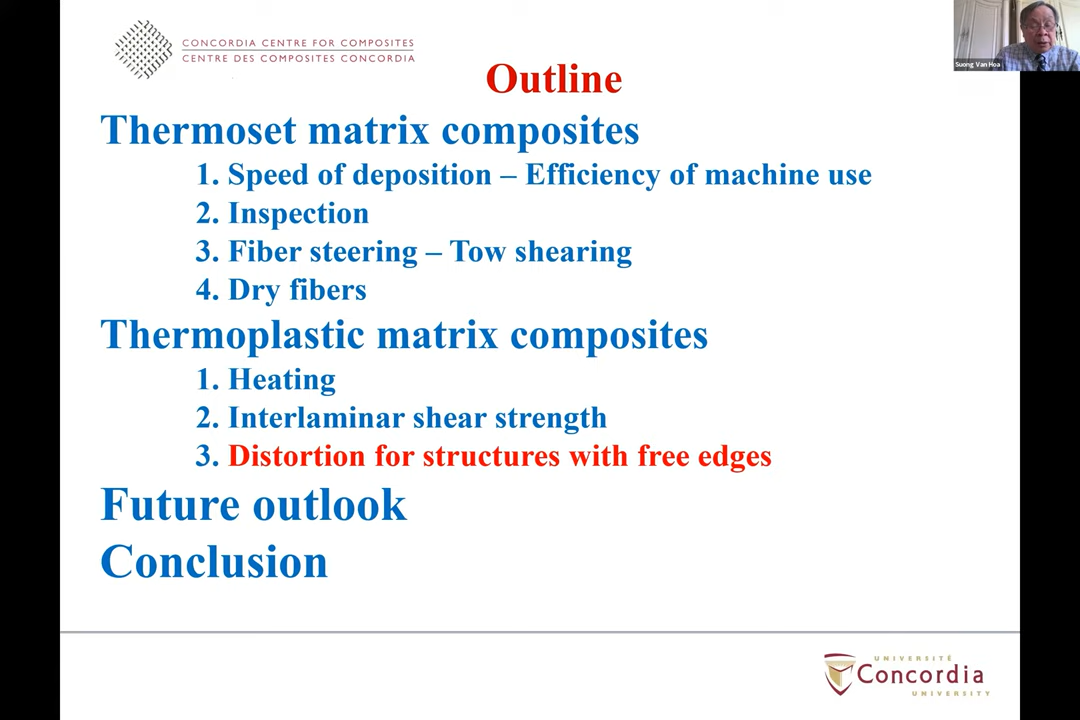 CONCORDIA CENTRE FOR COMPOSITES
CENTRE DES COMPOSITES CONCORDIA
Suong Van Hoa
Outline
Thermoset matrix composites
1. Speed of deposition – Efficiency of machine use
2. Inspection
3. Fiber steering – Tow shearing
4. Dry fibers
Thermoplastic matrix composites
1. Heating
2. Interlaminar shear strength
3. Distortion for structures with free edges
Future outlook
Conclusion
UNIVERSITÉ
Concordia
UNIVERSITY